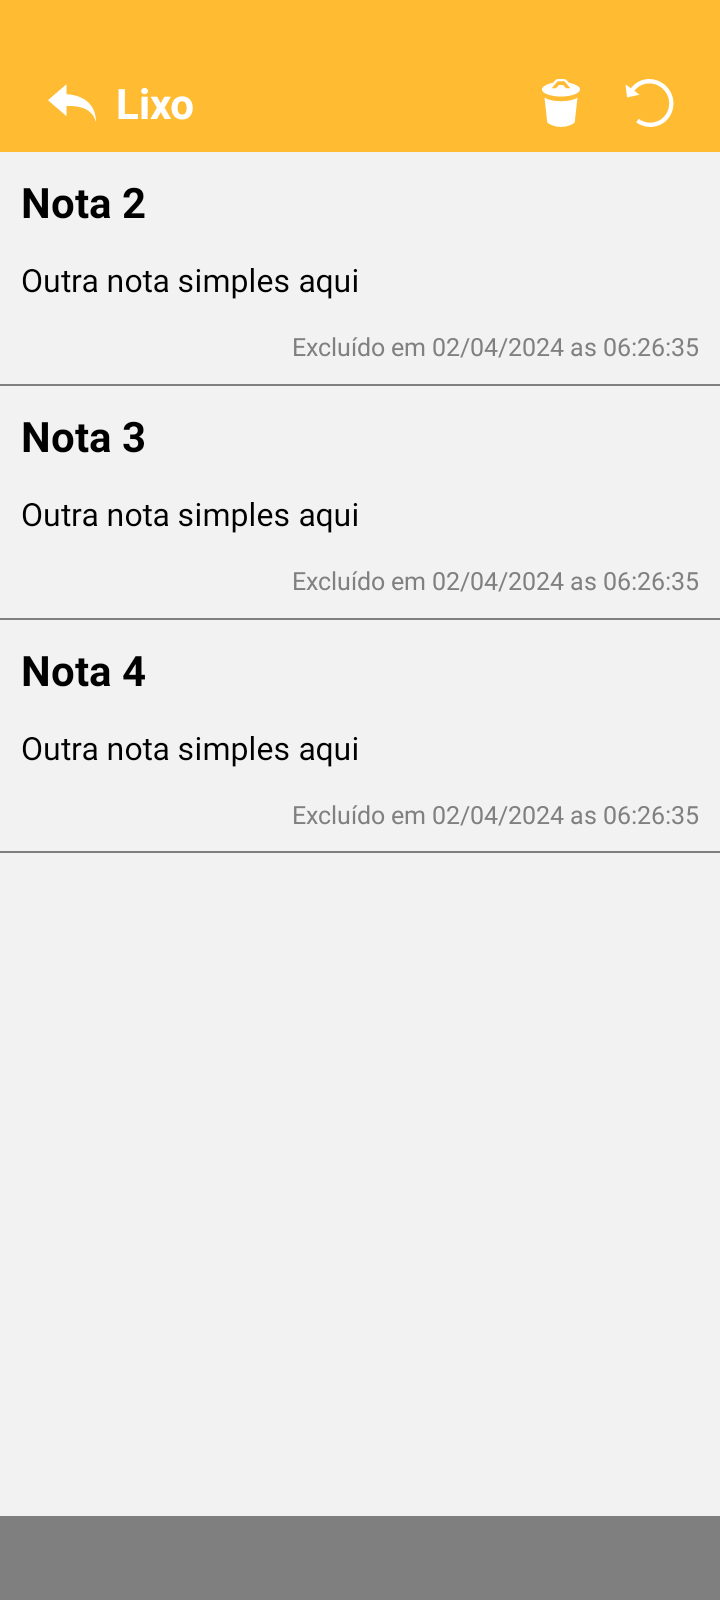 Lixo
Nota 2
Outra nota simples aqui
Excluído em 02/04/2024 as 06:26:35
Nota 3
Outra nota simples aqui
Excluído em 02/04/2024 as 06:26:35
Nota 4
Outra nota simples aqui
Excluído em 02/04/2024 as 06:26:35